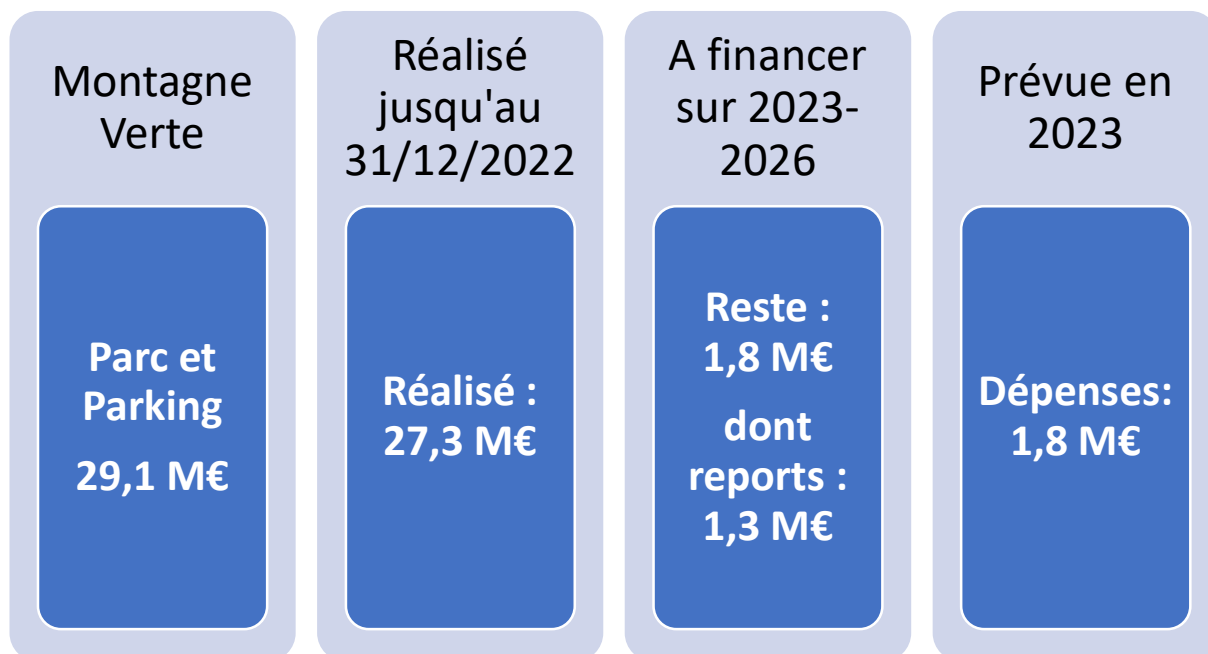 Montagne
Verte
Parc et
Parking
29,1 M€
Réalisé
jusqu'au
31/12/2022
Réalisé :
27,3 M€
A financer
sur 2023-
2026
Reste :
1,8 M€
dont
reports :
1,3 M€
Prévue en
2023
Dépenses:
1,8 M€